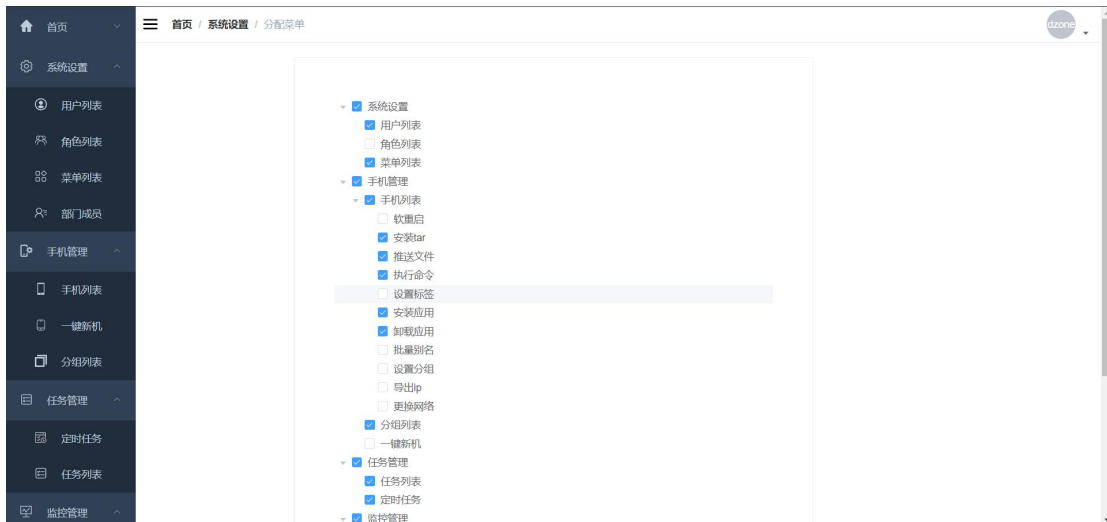 首页
系统设置
用户列表
角色列表
菜单列表
部门成员
手机管理
手机列表
一键新机
分组列表
任务管理
定时任务
任务列表
监控管理
首页 / 系统设置 / 分配菜单
dzone
系统设置
用户列表
角色列表
菜单列表
手机管理
手机列表
软重启
安装tar
推送文件
执行命令
设置标签
安装应用
卸载应用
批量别名
设置分组
导出ip
更换网络
分组列表
一键新机
任务管理
任务列表
定时任务
监控管理